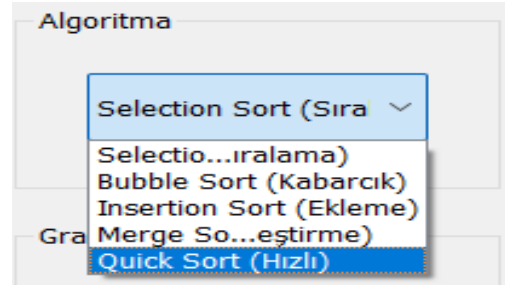 Algoritma
Selection Sort (Sıra
Selectio...ıralama)
Bubble Sort (Kabarcık)
Insertion Sort (Ekleme)
Gra Merge So...eştirme)
Quick Sort (Hızlı)